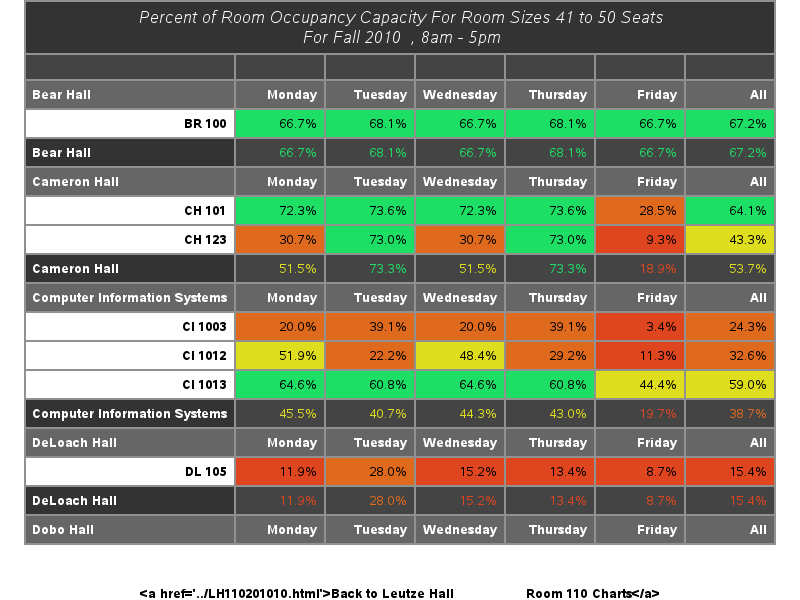 Percent of Room Occupancy Capacity For Room Sizes 41 to 50 Seats
For Fall 2010 , 8am - 5pm
Bear Hall Monday Tuesday Wednesday Thursday Friday All
BR 100 66.7% 68.1% 66.7% 68.1% 66.7% 67.2%
Bear Hall 66.7% 68.1% 66.7% 68.1% 66.7% 67.2%
Cameron Hall Monday Tuesday Wednesday Thursday Friday All
CH 101 72.3% 73.6% 72.3% 73.6% 28.5% 64.1%
CH 123 30.7% 73.0% 30.7% 73.0% 9.3% 43.3%
Cameron Hall 51.5% 73.3% 51.5% 73.3% 18.9% 53.7%
Computer Information Systems Monday Tuesday Wednesday Thursday Friday All
CI 1003 20.0% 39.1% 20.0% 39.1% 3.4% 24.3%
CI 1012 51.9% 22.2% 48.4% 29.2% 11.3% 32.6%
CI 1013 64.6% 60.8% 64.6% 60.8% 44.4% 59.0%
Computer Information Systems 45.5% 40.7% 44.3% 43.0% 19.7% 38.7%
DeLoach Hall Monday Tuesday Wednesday Thursday Friday All
DL 105 11.9% 28.0% 15.2% 13.4% 8.7% 15.4%
DeLoach Hall 11.9% 28.0% 15.2% 13.4% 8.7% 15.4%
Dobo Hall Monday Tuesday Wednesday Thursday Friday All
<a href='../LH110201010.html'>Back to Leutze Hall Room 110 Charts</a>